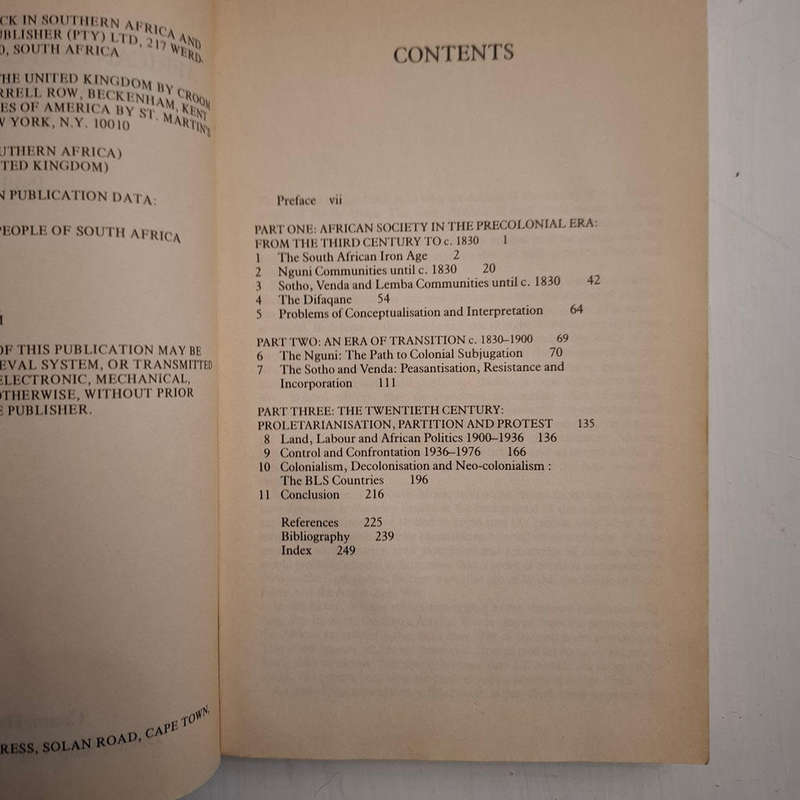 CK IN SOUTHERN AFRICA AND
UBLISHER (PTY) LTD, 217 WERD-
0, SOUTH AFRICA
THE UNITED KINGDOM BY CROOM
RRELL ROW, BECKENHAM, KENT
ES OF AMERICA BY ST. MARTIN'S
W YORK, N.Y. 10010
UTHERN AFRICA)
TED KINGDOM)
N PUBLICATION DATA:
PEOPLE OF SOUTH AFRICA
OF THIS PUBLICATION MAY BE
EVAL SYSTEM, OR TRANSMITTED
ELECTRONIC, MECHANICAL,
OTHERWISE, WITHOUT PRIOR
E PUBLISHER.
RESS, SOLAN ROAD, CAPE TOWN.
CONTENTS
Preface vii
PART ONE: AFRICAN SOCIETY IN THE PRECOLONIAL ERA:
FROM THE THIRD CENTURY TO c. 1830 1
1 The South African Iron Age 2
2 Nguni Communities until c. 1830 20
3 Sotho, Venda and Lemba Communities until c. 1830 42
4 The Difaqane 54
5 Problems of Conceptualisation and Interpretation 64
PART TWO: AN ERA OF TRANSITION c. 1830–1900 69
6 The Nguni: The Path to Colonial Subjugation 70
7 The Sotho and Venda: Peasantisation, Resistance and
Incorporation 111
PART THREE: THE TWENTIETH CENTURY:
PROLETARIANISATION, PARTITION AND PROTEST 135
8 Land, Labour and African Politics 1900–1936 136
9 Control and Confrontation 1936–1976 166
10 Colonialism, Decolonisation and Neo-colonialism :
The BLS Countries 196
11 Conclusion 216
References 225
Bibliography 239
Index 249